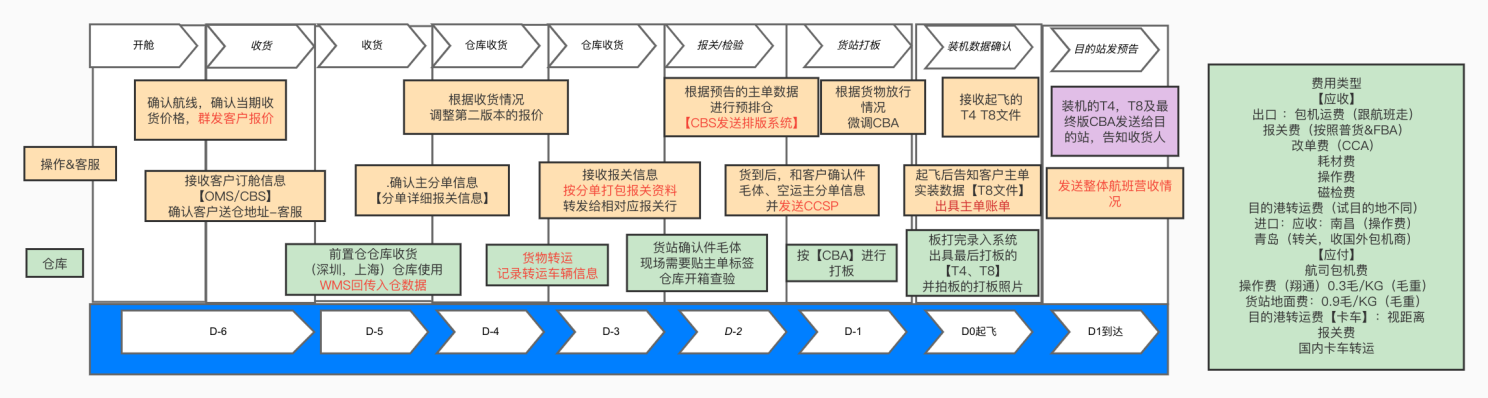 开舱
收货
收货
仓库收货
仓库收货
报关/检验
货站打板
装机数据确认
目的站发预告
操作&客服
确认航线，确认当期收
货价格，群发客户报价
接收客户订舱信息
【OMS/CBS】
确认客户送仓地址-客服
根据收货情况
调整第二版本的报价
.确认主分单信息
【分单详细报关信息】
接收报关信息
按分单打包报关资料
转发给相对应报关行
根据预告的主单数据
进行预排仓
【CBS发送排版系统】
货到后，和客户确认件
毛体、空运主分单信息
并发送CCSP
根据货物放行
情况
微调CBA
接收起飞的
T4 T8文件
起飞后告知客户主单
实装数据【T8文件】
出具主单账单
装机的T4，T8及最
终版CBA发送给目
的站，告知收货人
发送整体航班营收情
况
仓库
前置仓仓库收货
（深圳，上海）仓库使用
WMS回传入仓数据
货物转运
记录转运车辆信息
货站确认件毛体
现场需要贴主单标签
仓库开箱查验
按【CBA】进行
打板
板打完录入系统
出具最后打板的
【T4、T8】
并拍板的打板照片
D-6
D-5
D-4
D-3
D-2
D-1
D0起飞
D1到达
费用类型
【应收】
出口 ：包机运费（跟航班走）
报关费（按照普货&FBA）
改单费（CCA）
耗材费
操作费
磁检费
目的港转运费（试目的地不同）
进口：应收：南昌（操作费）
青岛（转关，收国外包机商）
【应付】
航司包机费
操作费（翔通）0.3毛/KG（毛重）
货站地面费：0.9毛/KG（毛重）
目的港转运费【卡车】：视距离
报关费
国内卡车转运